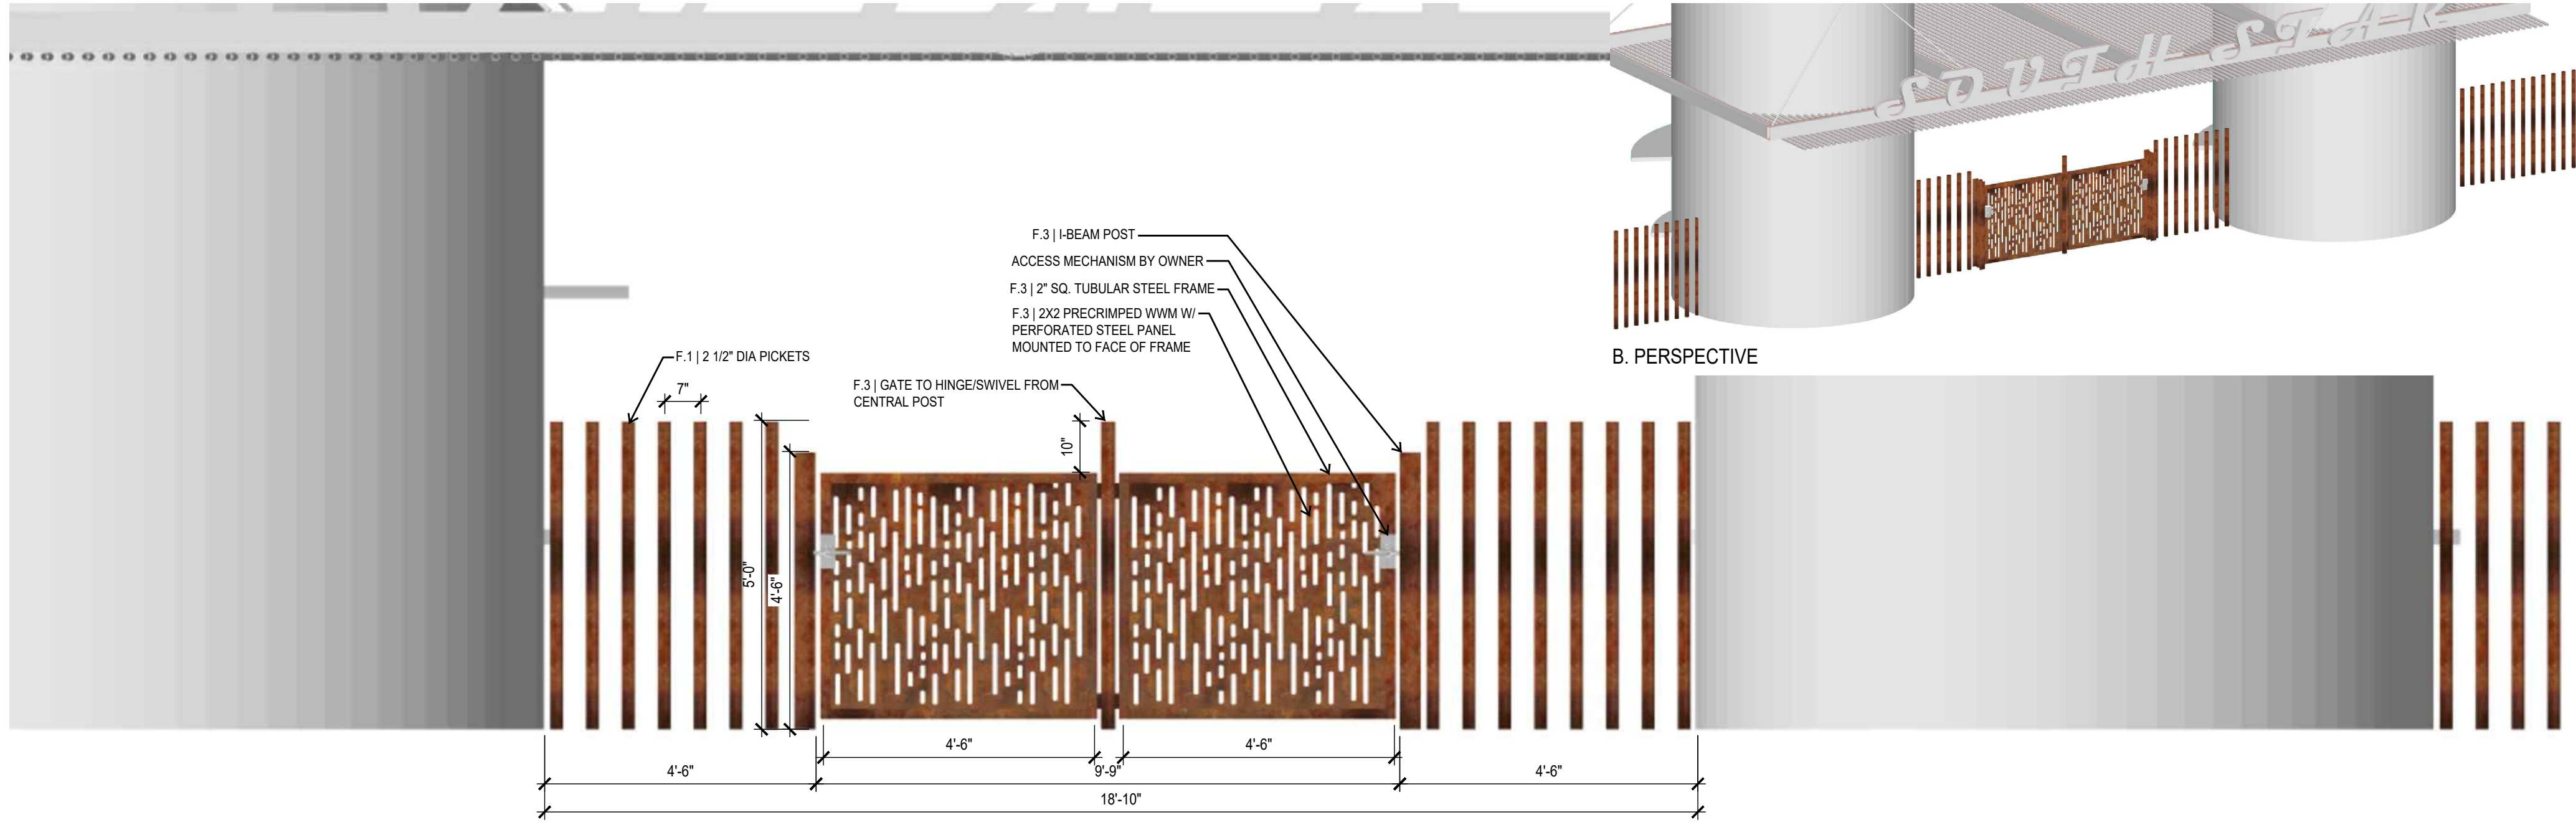 SOUTH STAR
F.3 | I-BEAM POST
ACCESS MECHANISM BY OWNER
F.3 | 2" SQ. TUBULAR STEEL FRAME
F.3 | 2X2 PRECRIMPED WWM W/
PERFORATED STEEL PANEL
MOUNTED TO FACE OF FRAME
B. PERSPECTIVE
F.1 | 2 1/2" DIA PICKETS
7"
F.3 | GATE TO HINGE/SWIVEL FROM
CENTRAL POST
10"
5'-0"
4'-6"
4'-6"
4'-6"
4'-6"
9'-9"
4'-6"
18'-10"